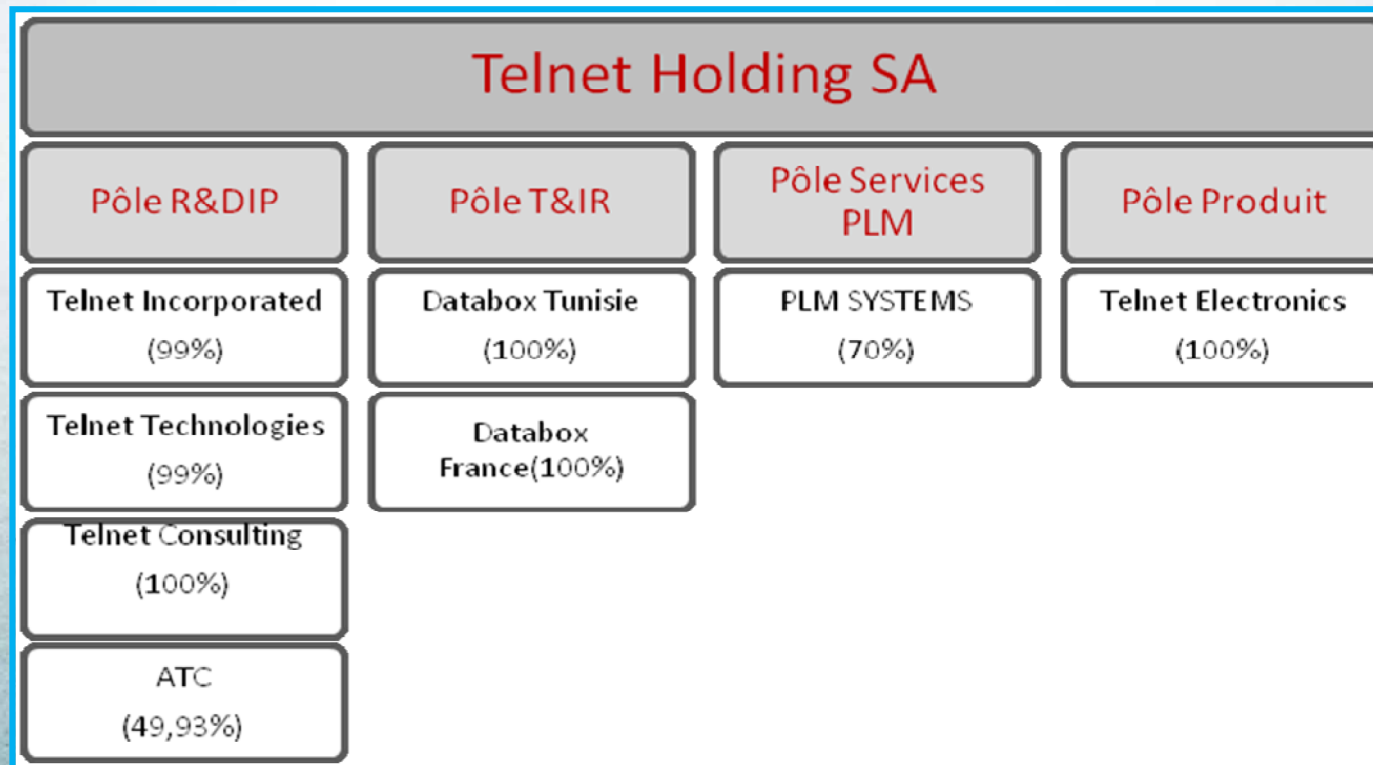 Telnet Holding SA
Pôle R&DIP
Telnet Incorporated
(99%)
Telnet Technologies
(99%)
Telnet Consulting
(100%)
ATC
(49,93%)
Pôle T&IR
Databox Tunisie
(100%)
Databox
France(100%)
Pôle Services
PLM
PLM SYSTEMS
(70%)
Pôle Produit
Telnet Electronics
(100%)